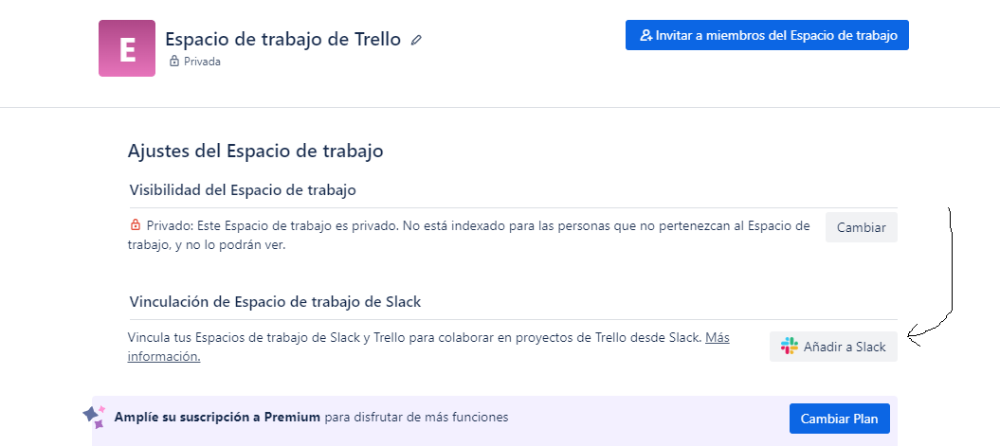 E
Espacio de trabajo de Trello
Privada
Invitar a miembros del Espacio de trabajo
Ajustes del Espacio de trabajo
Visibilidad del Espacio de trabajo
Privado: Este Espacio de trabajo es privado. No está indexado para las personas que no pertenezcan al Espacio de
trabajo, y no lo podrán ver.
Cambiar
Vinculación de Espacio de trabajo de Slack
Vincula tus Espacios de trabajo de Slack y Trello para colaborar en proyectos de Trello desde Slack. Más
información.
Añadir a Slack
Amplíe su suscripción a Premium para disfrutar de más funciones
Cambiar Plan